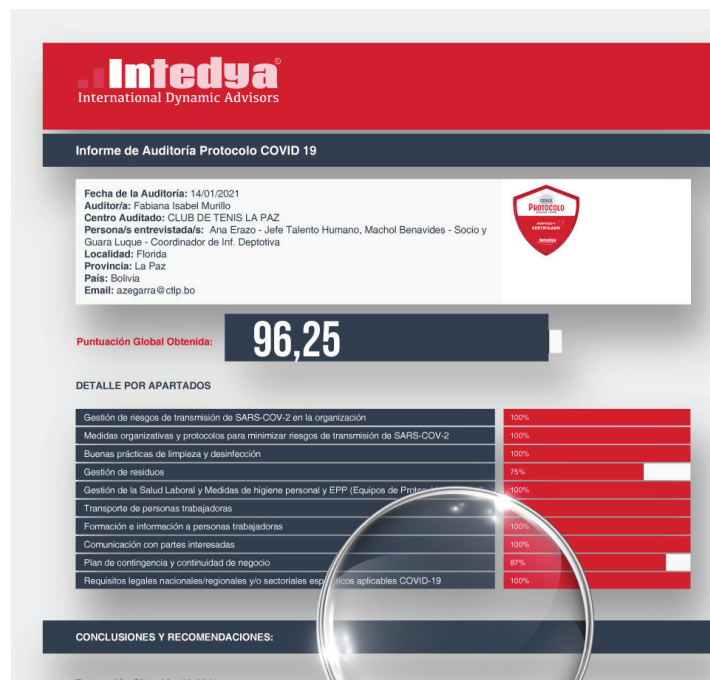 Intedya
International Dynamic Advisors
Informe de Auditoría Protocolo COVID 19
Fecha de la Auditoría: 14/01/2021
Auditor/a: Fabiana Isabel Murillo
Centro Auditado: CLUB DE TENIS LA PAZ
Persona/s entrevistada/s: Ana Erazo - Jefe Talento Humano, Machol Benavides - Socio y
Guara Luque - Coordinador de Inf. Deptotiva
Localidad: Florida
Provincia: La Paz
País: Bolivia
Email: azegarra@ctlp.bo
COVID
PROTOCOLO
CERTIFICADO
Puntuación Global Obtenida:
96,25
DETALLE POR APARTADOS
Gestión de riesgos de transmisión de SARS-COV-2 en la organización 100%
Medidas organizativas y protocolos para minimizar riesgos de transmisión de SARS-COV-2 100%
Buenas prácticas de limpieza y desinfección 100%
Gestión de residuos 75%
Gestión de la Salud Laboral y Medidas de higiene personal y EPP (Equipos de 100%
Transporte de personas trabajadoras
Formación e información a personas trabajadoras 100%
Comunicación con partes interesadas 100%
Plan de contingencia y continuidad de negocio 87%
Requisitos legales nacionales/regionales y/o sectoriales aplicables COVID-19 100%
CONCLUSIONES Y RECOMENDACIONES: